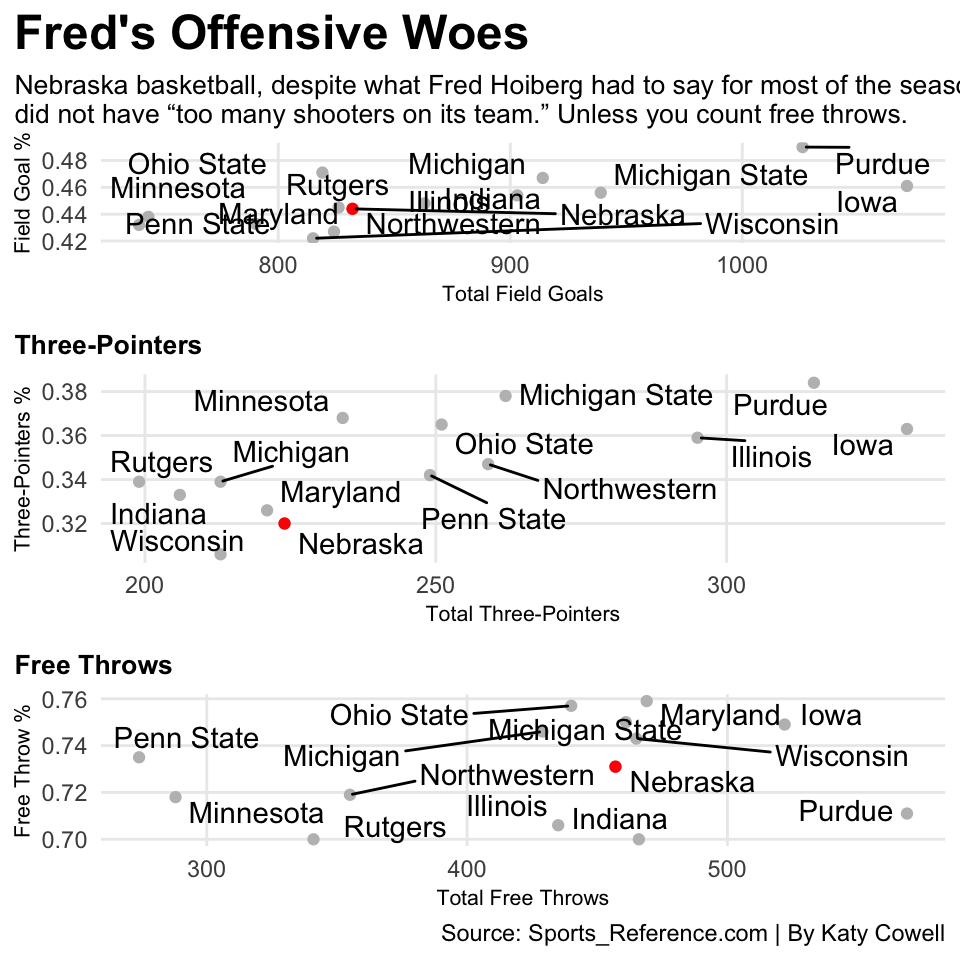 Fred's Offensive Woes
Nebraska basketball, despite what Fred Hoiberg had to say for most of the seaso
did not have “too many shooters on its team.” Unless you count free throws.
Field Goal %
0.48
0.46
0.44
0.42
Ohio State
Michigan
Michigan State
Purdue
Minnesota
Rutgers
Illinois
Indiana
Iowa
Penn State
Maryland
Northwestern
Nebraska
Wisconsin
800 900 1000
Total Field Goals
Three-Pointers
Three-Pointers %
0.38
0.36
0.34
0.32
Minnesota
Michigan State
Purdue
Rutgers
Michigan
Ohio State
Illinois
Iowa
Indiana
Maryland
Northwestern
Penn State
Wisconsin
Nebraska
200 250 300
Total Three-Pointers
Free Throws
Free Throw %
0.76
0.74
0.72
0.70
Ohio State
Maryland
Iowa
Penn State
Michigan State
Michigan
Wisconsin
Northwestern
Nebraska
Minnesota
Illinois
Indiana
Purdue
Rutgers
300 400 500
Total Free Throws
Source: Sports_Reference.com | By Katy Cowell